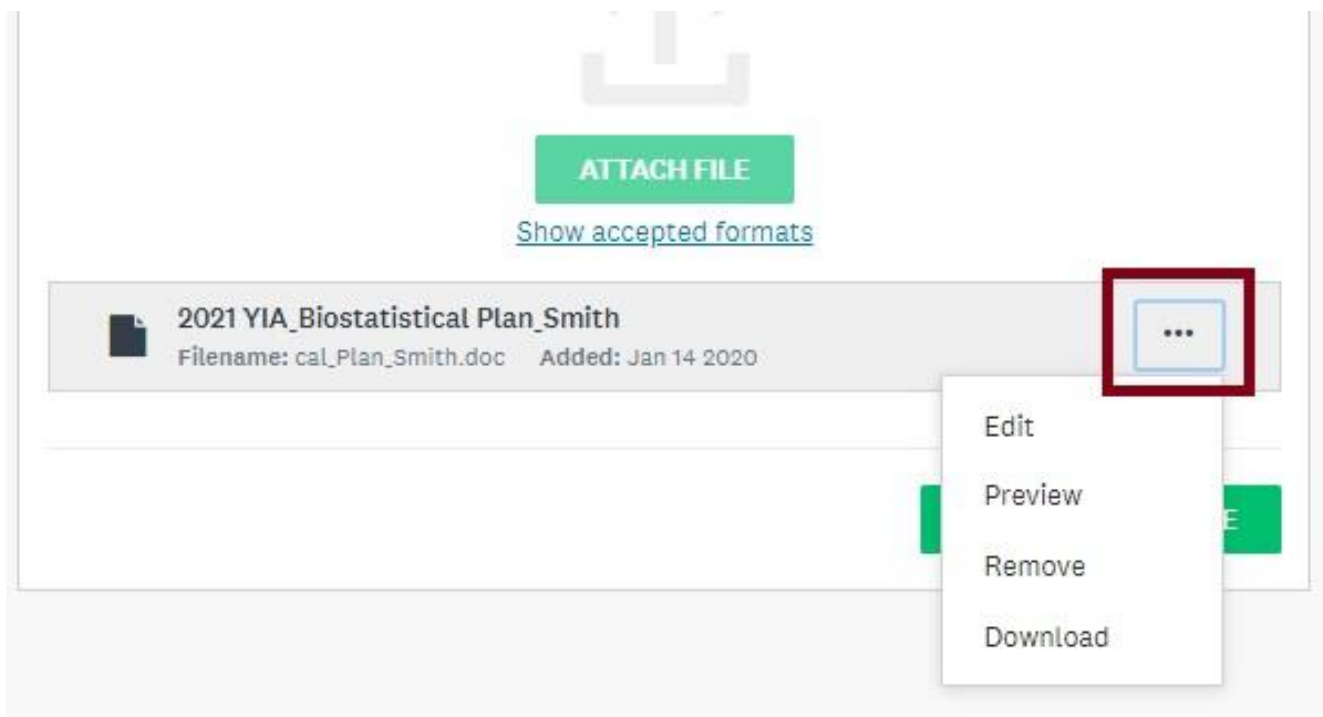 ATTACH FILE
Show accepted formats
2021 YIA_Biostatistical Plan_Smith
Filename: cal_Plan_Smith.doc Added: Jan 14 2020
...
Edit
Preview
E
Remove
Download